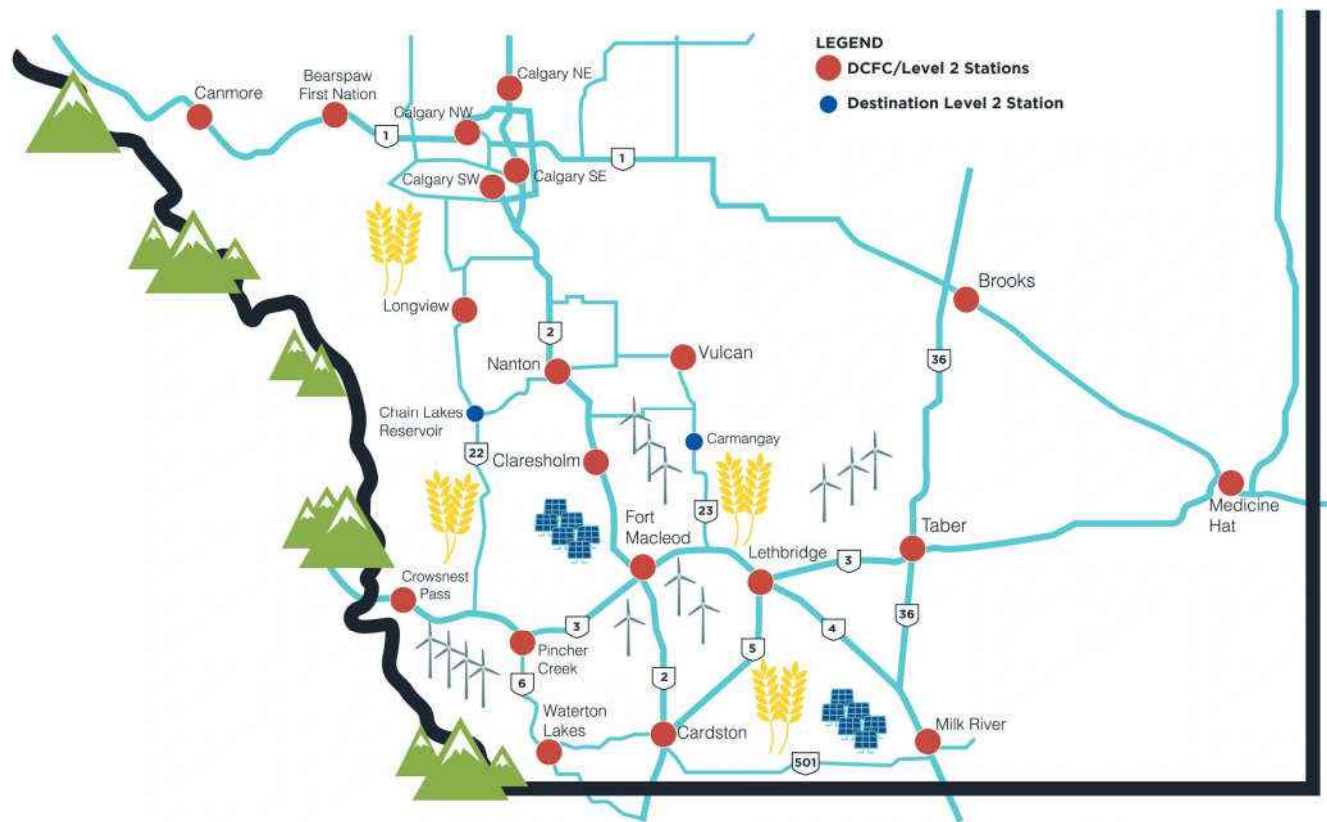 LEGEND
DCFC/Level 2 Stations
Destination Level 2 Station
Calgary NE
Bearspaw
First Nation
Canmore
Calgary NW
1
1
Calgary SW
Calgary SE
Brooks
Longview
2
Vulcan
36
Nanton
Chain Lakes
Reservoir
Carmangay
22
Claresholm
Medicine
Hat
23
Fort
Macleod
Taber
Lethbridge
3
Crowsnest
Pass
36
3
4
Pincher
Creek
5
6
2
Waterton
Lakes
Milk River
Cardston
501